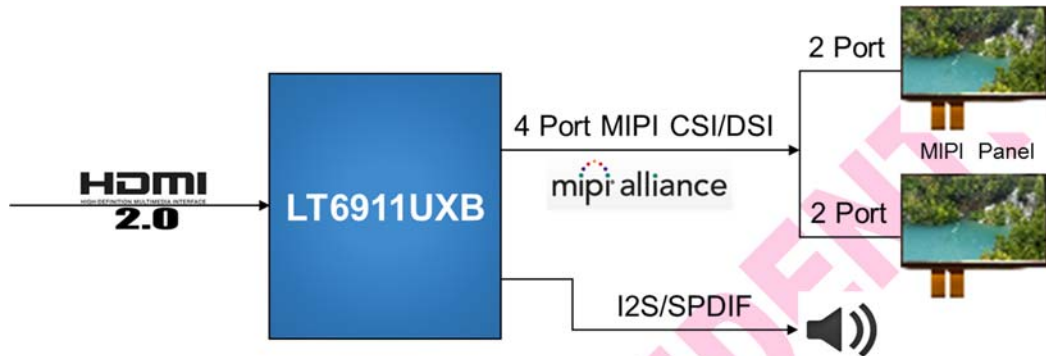 HDMI
HIGH-DEFINITION MULTIMEDIA INTERFACE
2.0
LT6911UXB
4 Port MIPI CSI/DSI
mipi alliance
2 Port
MIPI Panel
2 Port
I2S/SPDIF
DENT